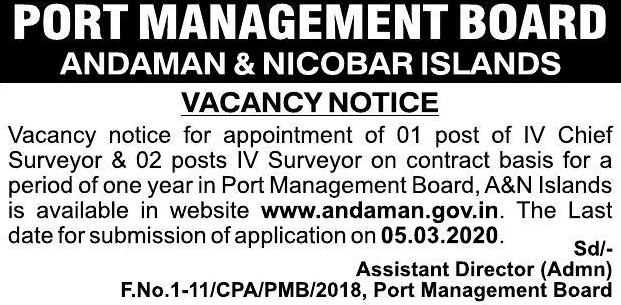 PORT MANAGEMENT BOARD
ANDAMAN & NICOBAR ISLANDS
VACANCY NOTICE
Vacancy notice for appointment of 01 post of IV Chief
Surveyor & 02 posts IV Surveyor on contract basis for a
period of one year in Port Management Board, A&N Islands
is available in website www.andaman.gov.in. The Last
date for submission of application on 05.03.2020.
Sd/-
Assistant Director (Admn)
F.No.1-11/CPA/PMB/2018, Port Management Board